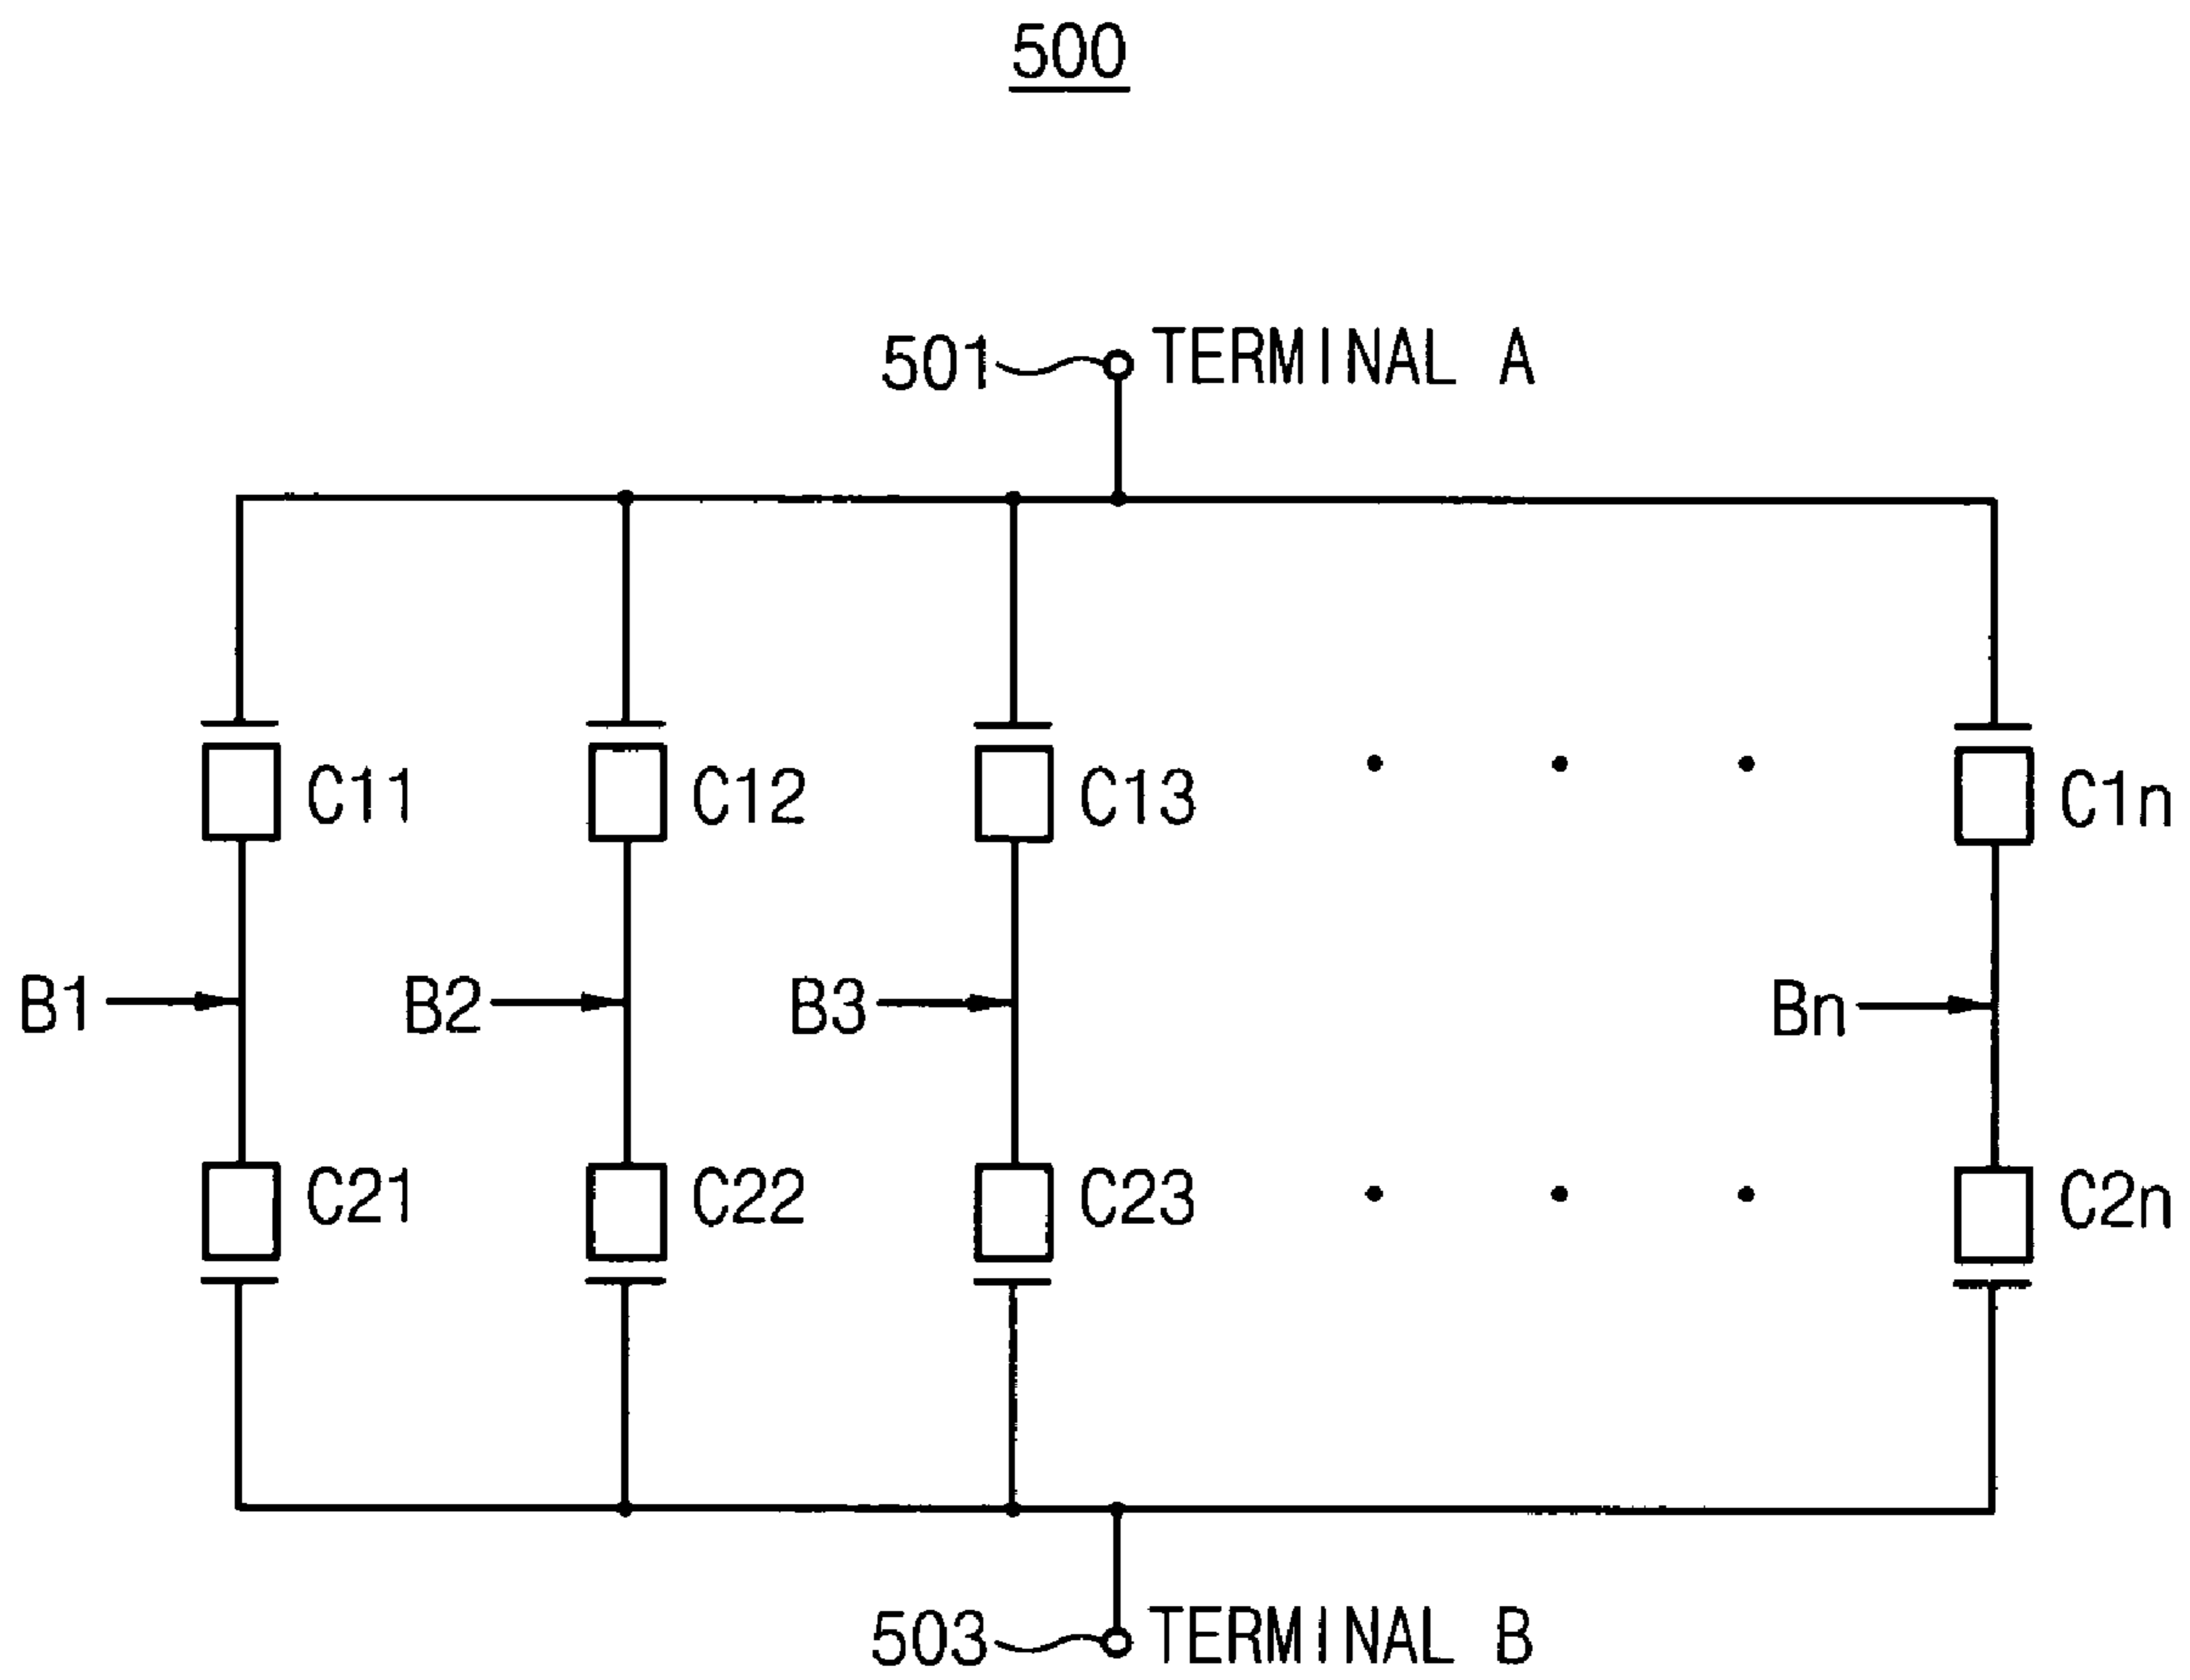 500
501 TERMINAL A
C11 C12 C13 C1n
B1 B2 B3 Bn
C21 C22 C23 C2n
503 TERMINAL B